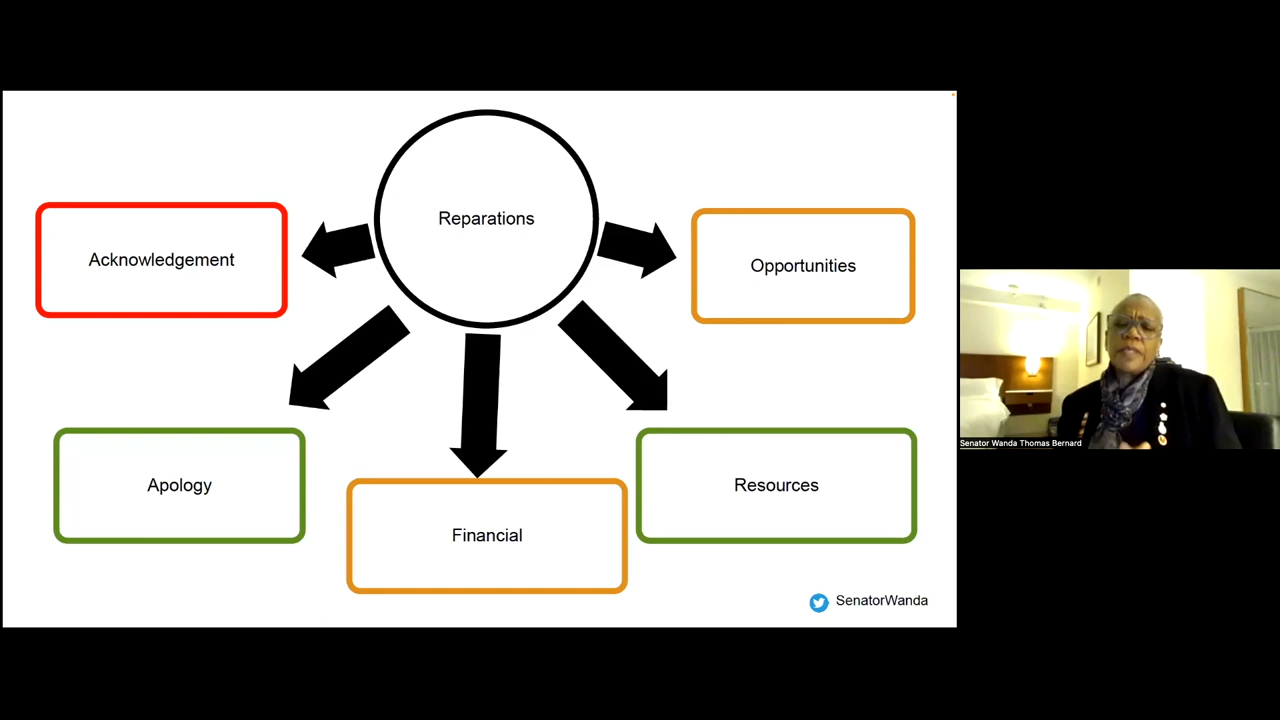 Reparations
Acknowledgement
Opportunities
Apology
Resources
Financial
SenatorWanda
Senator Wanda Thomas Bernard